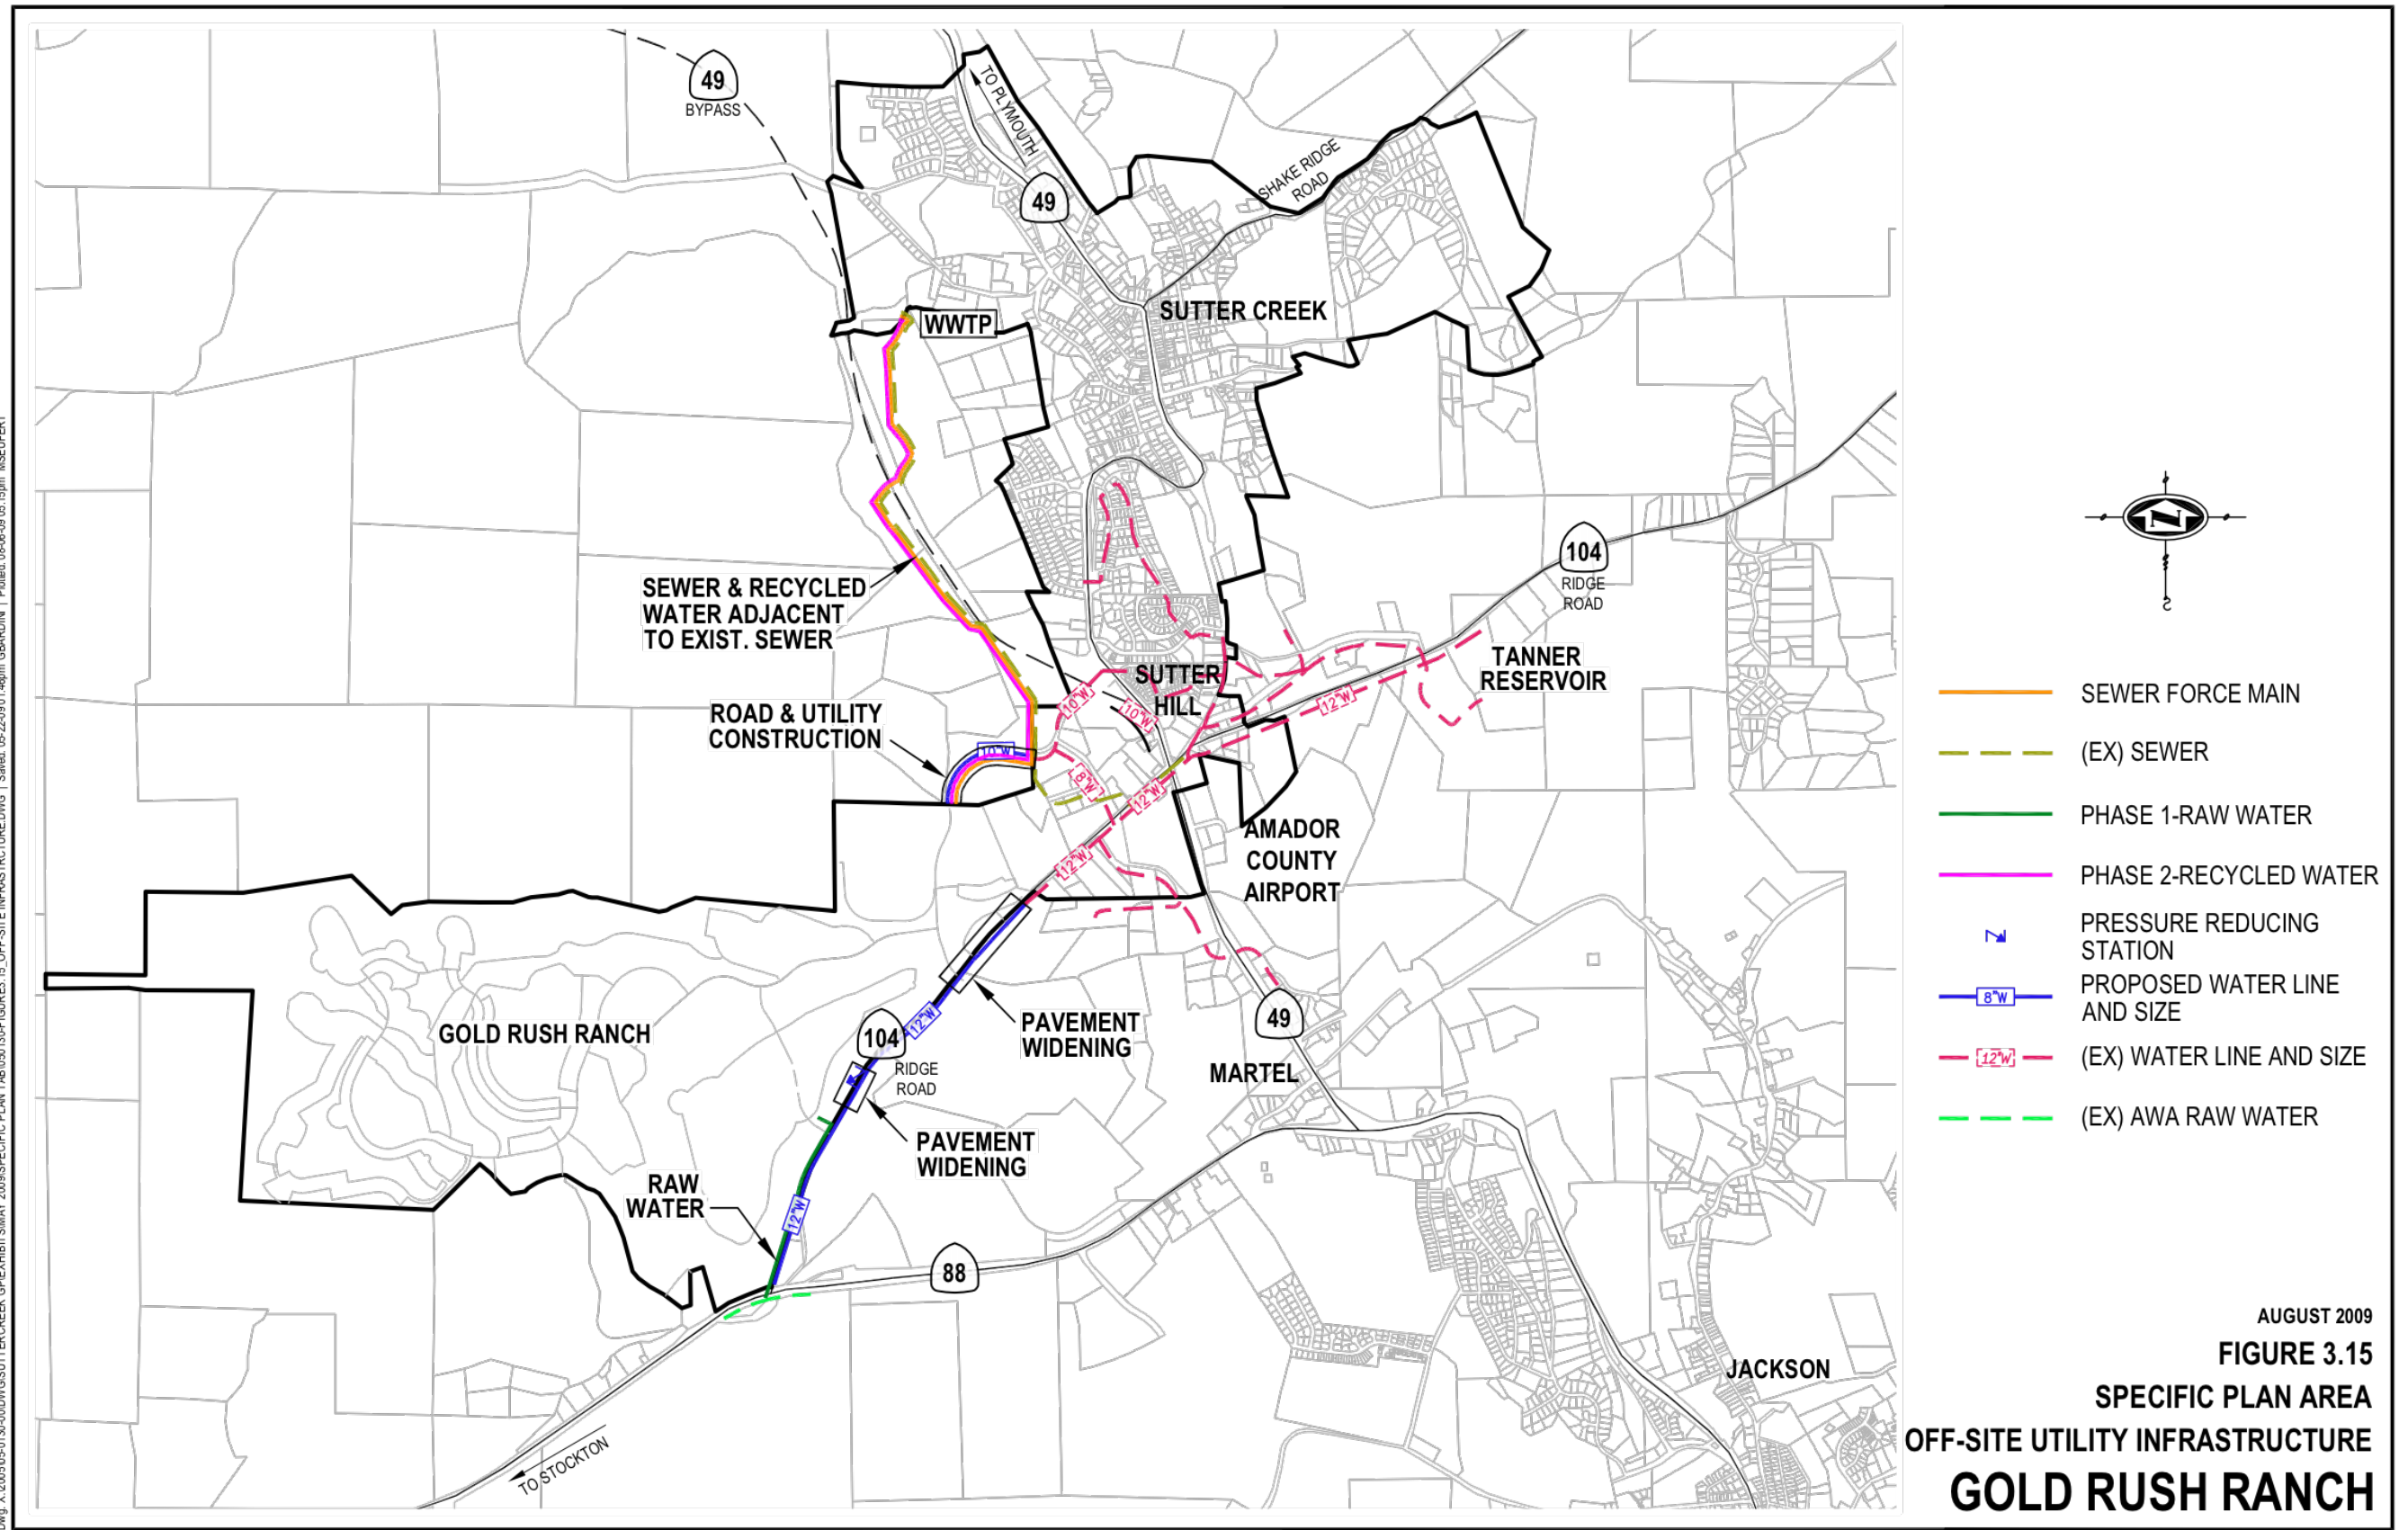 49
BYPASS
TO PLYMOUTH
49
SHAKE RIDGE
ROAD
SUTTER CREEK
WWTP
104
RIDGE
ROAD
SEWER & RECYCLED
WATER ADJACENT
TO EXIST. SEWER
TANNER
RESERVOIR
SUTTER
HILL
10"W
10"W
12"W
ROAD & UTILITY
CONSTRUCTION
10"W
8"W
12"W
12"W
AMADOR
COUNTY
AIRPORT
GOLD RUSH RANCH
12"W
104
RIDGE
ROAD
PAVEMENT
WIDENING
49
MARTEL
PAVEMENT
WIDENING
RAW
WATER
12"W
88
JACKSON
TO STOCKTON
N
S
SEWER FORCE MAIN
(EX) SEWER
PHASE 1-RAW WATER
PHASE 2-RECYCLED WATER
PRESSURE REDUCING
STATION
8"W
PROPOSED WATER LINE
AND SIZE
12"W
(EX) WATER LINE AND SIZE
(EX) AWA RAW WATER
AUGUST 2009
FIGURE 3.15
SPECIFIC PLAN AREA
OFF-SITE UTILITY INFRASTRUCTURE
GOLD RUSH RANCH